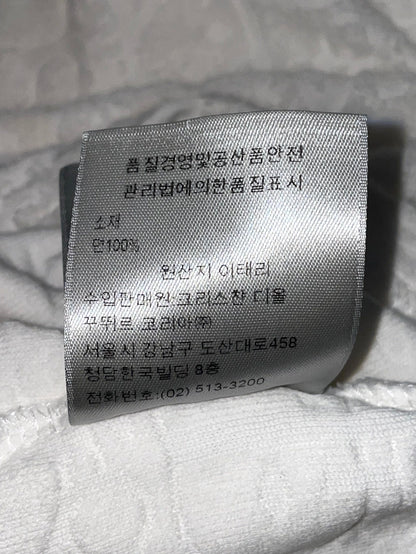 품질경영및공산품안전
관리법에의한품질표시
소재
면100%
원산지 이태리
수입판매원:크리스챤 디올
꾸뛰르 코리아㈜
서울시 강남구 도산대로458
청담한국빌딩 8층
전화번호:(02) 513-3200